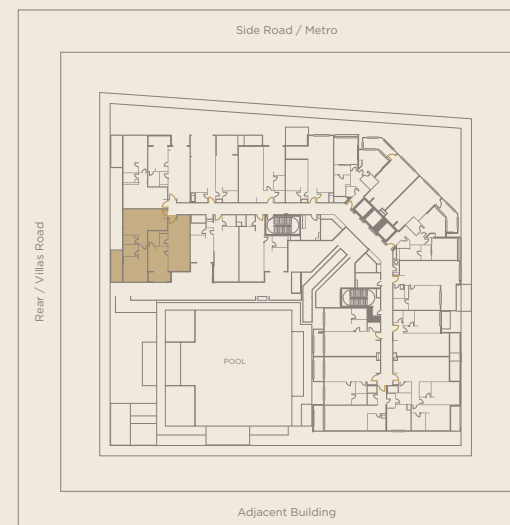 Side Road / Metro
Rear / Villas Road
POOL
Adjacent Building